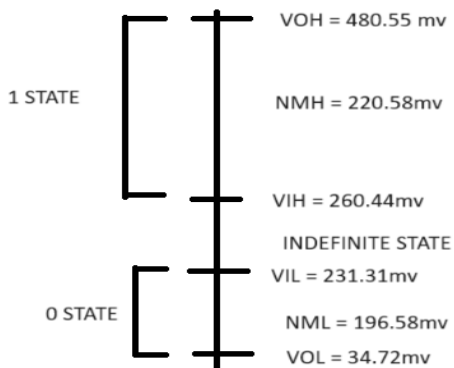 VOH = 480.55 mv
1 STATE
NMH = 220.58mv
VIH = 260.44mv
INDEFINITE STATE
VIL = 231.31mv
0 STATE
NML = 196.58mv
VOL = 34.72mv